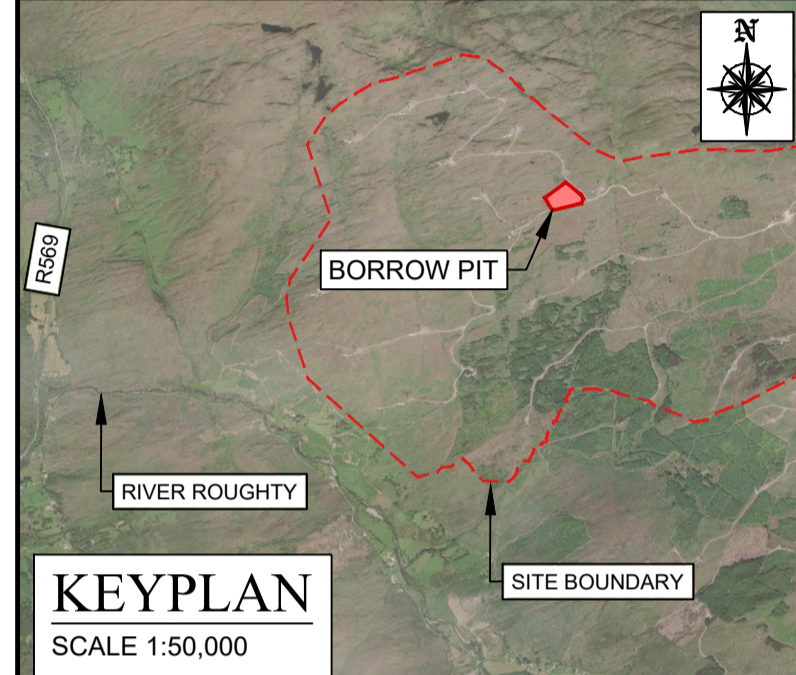 N
R569
BORROW PIT
RIVER ROUGHTY
SITE BOUNDARY
KEYPLAN
SCALE 1:50,000